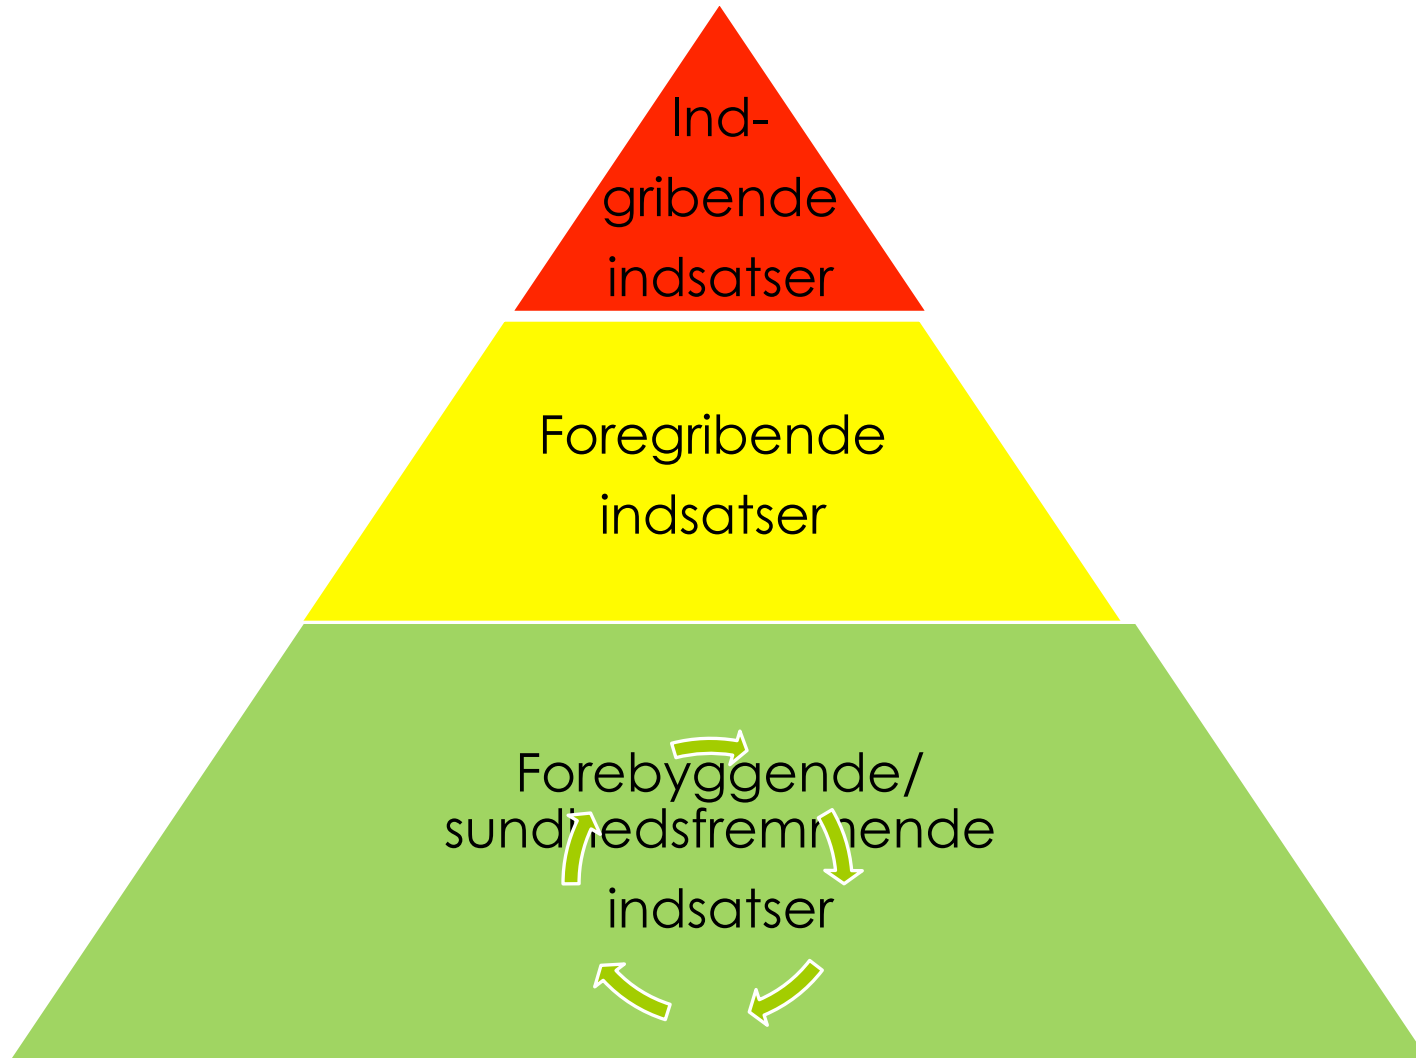 Ind-
gribende
indsatser
Foregribende
indsatser
Forebyggende/
sundhedsfremmende
indsatser